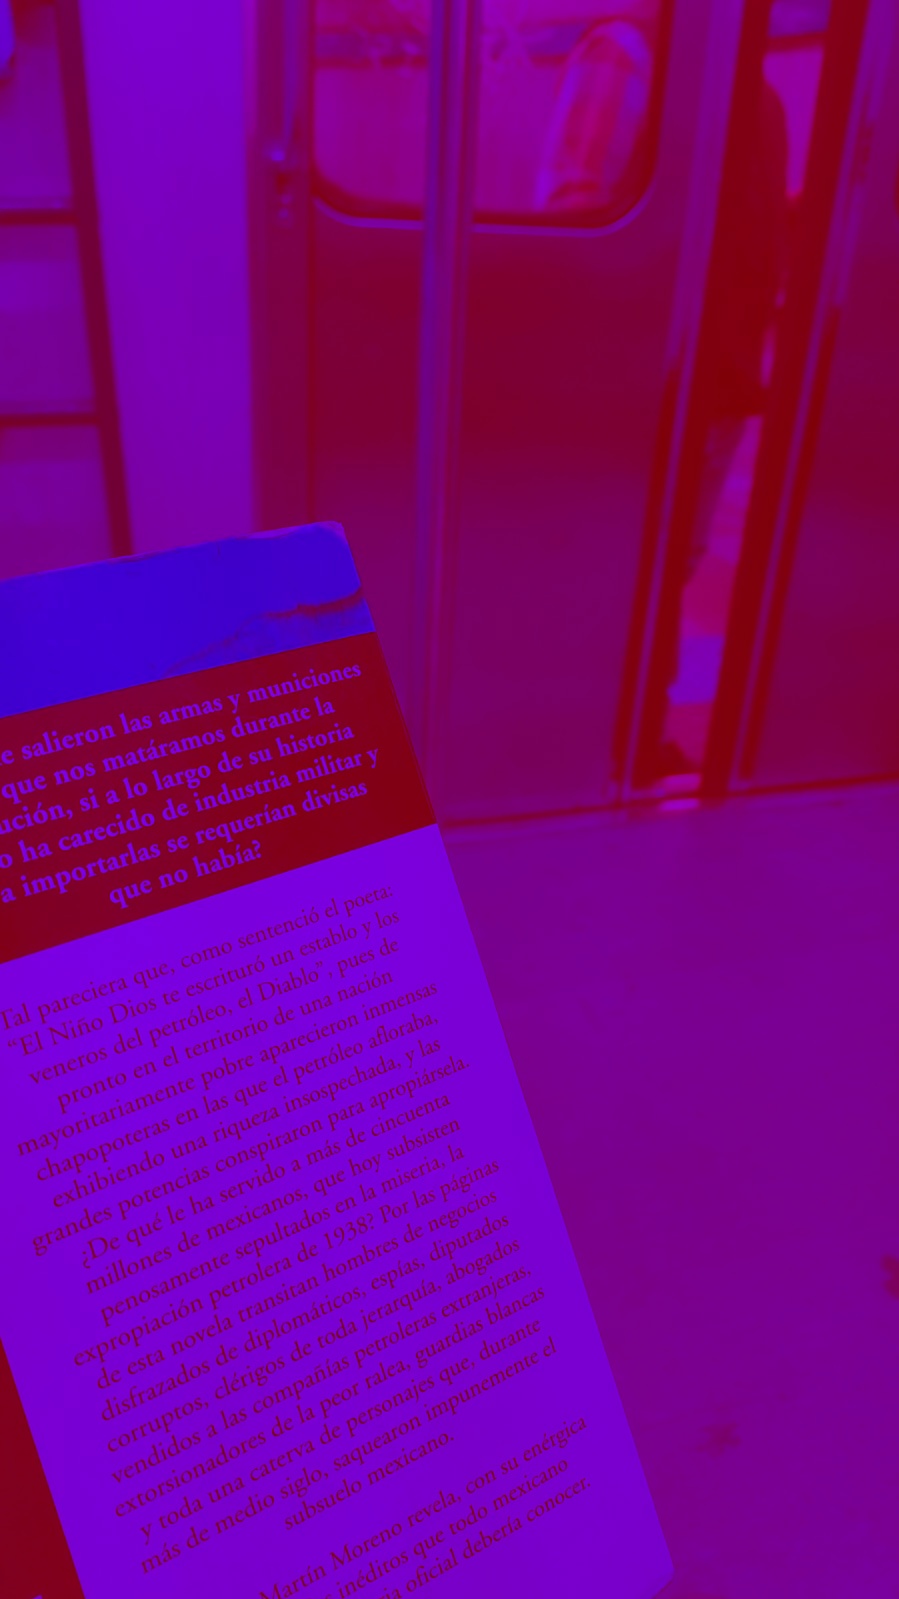 salieron las armas y municiones
que nos matáramos durante la
si a lo largo de su historia
ha carecido de industria militar y
importarlas se requerían divisas
que no había?
Tal pareciera que, como sentenció el poeta:
“El Niño Dios te escrituró un establo y los
veneros del petróleo, el Diablo”, pues de
pronto en el territorio de una nación
mayoritariamente pobre aparecieron inmensas
chapopoteras en las que el petróleo afloraba,
exhibiendo una riqueza insospechada, y las
grandes potencias conspiraron para apropiársela.
¿De qué le ha servido a más de cincuenta
millones de mexicanos, que hoy subsisten
penosamente sepultados en la miseria, la
expropiación petrolera de 1938? Por las páginas
de esta novela transitan hombres de negocios
disfrazados de diplomáticos, espías, diputados
corruptos, clérigos de toda jerarquía, abogados
vendidos a las compañías petroleras extranjeras,
extorsionadores de la peor ralea, guardias blancas
y toda una caterva de personajes que, durante
más de medio siglo, saquearon impunemente el
subsuelo mexicano.
Martín Moreno revela, con su enérgica
inéditos que todo mexicano
oficial debería conocer.